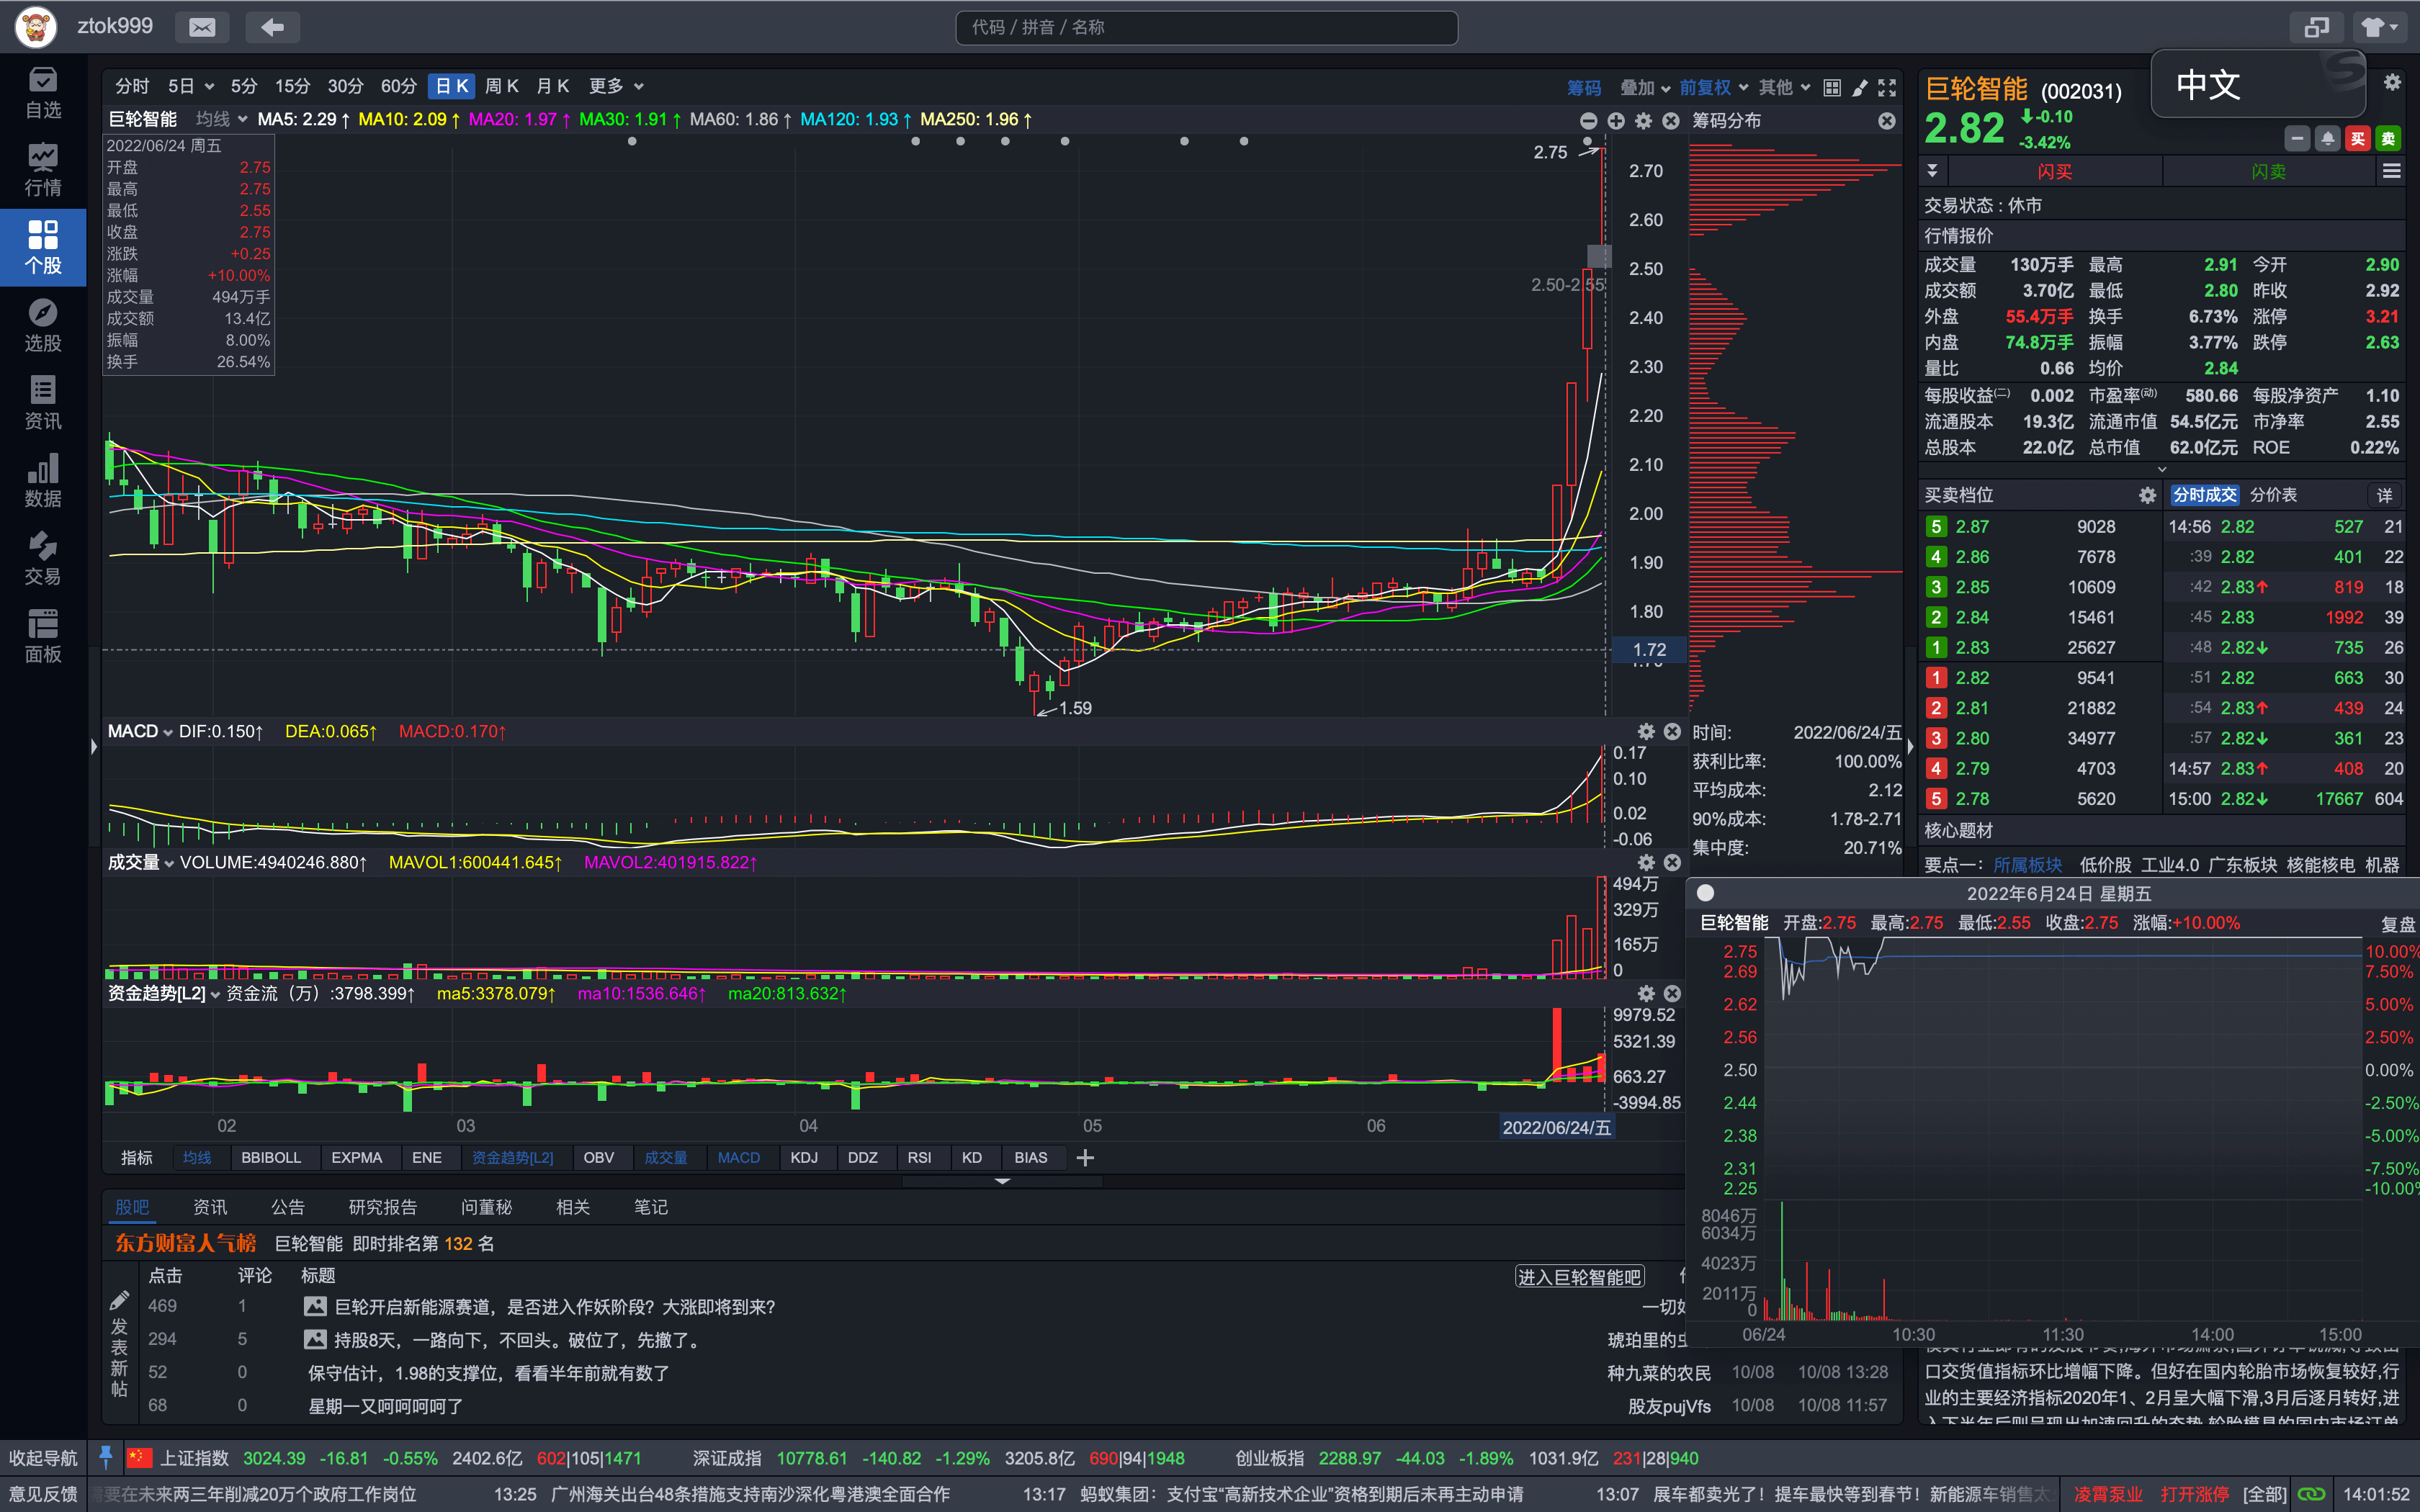 ztok999
代码 / 拼音 / 名称
中文
自选
行情
个股
选股
资讯
数据
交易
面板
分时 5日 5分 15分 30分 60分 日K 周K 月K 更多
筹码 叠加 前复权 其他
巨轮智能 均线 MA5: 2.29↑ MA10: 2.09↑ MA20: 1.97↑ MA30: 1.91↑ MA60: 1.86↑ MA120: 1.93↑ MA250: 1.96↑
筹码分布
2022/06/24 周五
开盘 2.75
最高 2.75
最低 2.55
收盘 2.75
涨跌 +0.25
涨幅 +10.00%
成交量 494万手
成交额 13.4亿
振幅 8.00%
换手 26.54%
2.75
2.50-2.55
1.59
2.70
2.60
2.50
2.40
2.30
2.20
2.10
2.00
1.90
1.80
1.72
MACD DIF:0.150↑ DEA:0.065↑ MACD:0.170↑
0.17
0.10
0.02
-0.06
成交量 VOLUME:4940246.880↑ MAVOL1:600441.645↑ MAVOL2:401915.822↑
494万
329万
165万
0
资金趋势[L2] 资金流（万）:3798.399↑ ma5:3378.079↑ ma10:1536.646↑ ma20:813.632↑
9979.52
5321.39
663.27
-3994.85
02 03 04 05 06 2022/06/24/五
指标 均线 BBIBOLL EXPMA ENE 资金趋势[L2] OBV 成交量 MACD KDJ DDZ RSI KD BIAS
时间: 2022/06/24/五
获利比率: 100.00%
平均成本: 2.12
90%成本: 1.78-2.71
集中度: 20.71%
巨轮智能 (002031)
2.82 -0.10
-3.42%
买 卖
闪买 闪卖
交易状态 : 休市
行情报价
成交量 130万手 最高 2.91 今开 2.90
成交额 3.70亿 最低 2.80 昨收 2.92
外盘 55.4万手 换手 6.73% 涨停 3.21
内盘 74.8万手 振幅 3.77% 跌停 2.63
量比 0.66 均价 2.84
每股收益(二) 0.002 市盈率(动) 580.66 每股净资产 1.10
流通股本 19.3亿 流通市值 54.5亿元 市净率 2.55
总股本 22.0亿 总市值 62.0亿元 ROE 0.22%
买卖档位 分时成交 分价表 详
5 2.87 9028 14:56 2.82 527 21
4 2.86 7678 :39 2.82 401 22
3 2.85 10609 :42 2.83↑ 819 18
2 2.84 15461 :45 2.83 1992 39
1 2.83 25627 :48 2.82↓ 735 26
1 2.82 9541 :51 2.82 663 30
2 2.81 21882 :54 2.83↑ 439 24
3 2.80 34977 :57 2.82↓ 361 23
4 2.79 4703 14:57 2.83↑ 408 20
5 2.78 5620 15:00 2.82↓ 17667 604
核心题材
要点一： 所属板块 低价股 工业4.0 广东板块 核能核电 机器
2022年6月24日 星期五
巨轮智能 开盘:2.75 最高:2.75 最低:2.55 收盘:2.75 涨幅:+10.00% 复盘
2.75 10.00%
2.69 7.50%
2.62 5.00%
2.56 2.50%
2.50 0.00%
2.44 -2.50%
2.38 -5.00%
2.31 -7.50%
2.25 -10.00%
8046万
6034万
4023万
2011万
0
06/24 10:30 11:30 14:00 15:00
口交货值指标环比增幅下降。但好在国内轮胎市场恢复较好,行
业的主要经济指标2020年1、2月呈大幅下滑,3月后逐月转好,进
股吧 资讯 公告 研究报告 问董秘 相关 笔记
东方财富人气榜 巨轮智能 即时排名第 132 名
点击 评论 标题 进入巨轮智能吧
发表新帖
469 1 巨轮开启新能源赛道，是否进入作妖阶段？大涨即将到来？ 一切
294 5 持股8天，一路向下，不回头。破位了，先撤了。 琥珀里的
52 0 保守估计，1.98的支撑位，看看半年前就有数了 种九菜的农民 10/08 10/08 13:28
68 0 星期一又呵呵呵呵了 股友pujVfs 10/08 10/08 11:57
收起导航 上证指数 3024.39 -16.81 -0.55% 2402.6亿 602|105|1471 深证成指 10778.61 -140.82 -1.29% 3205.8亿 690|94|1948 创业板指 2288.97 -44.03 -1.89% 1031.9亿 231|28|940
意见反馈 要在未来两三年削减20万个政府工作岗位 13:25 广州海关出台48条措施支持南沙深化粤港澳全面合作 13:17 蚂蚁集团：支付宝“高新技术企业”资格到期后未再主动申请 13:07 展车都卖光了！提车最快等到春节！新能源车销售太 凌霄泵业 打开涨停 [全部] 14:01:52